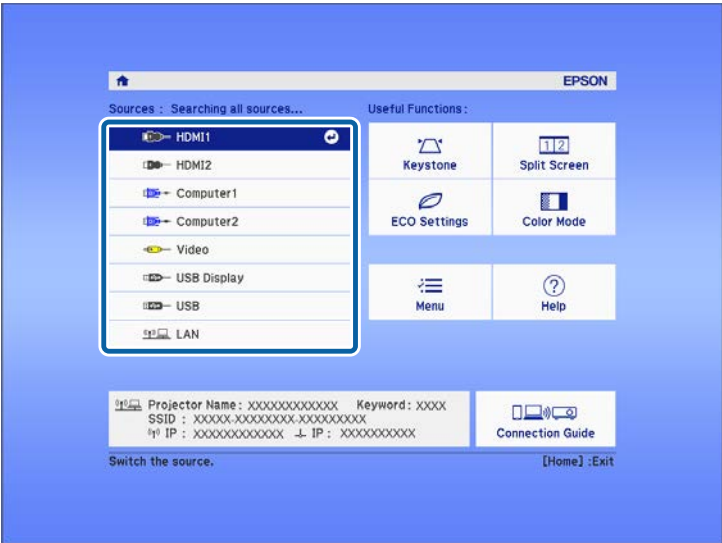 EPSON
Sources : Searching all sources...
HDMI1
HDMI2
Computer1
Computer2
Video
USB Display
USB
LAN
Useful Functions :
Keystone
1 2
Split Screen
ECO Settings
Color Mode
Menu
?
Help
Projector Name : XXXXXXXXXXXX Keyword : XXXX
SSID : XXXXX-XXXXXXXX-XXXXXXXXX
IP : XXXXXXXXXXXX IP : XXXXXXXXXX
Connection Guide
Switch the source.
[Home] :Exit